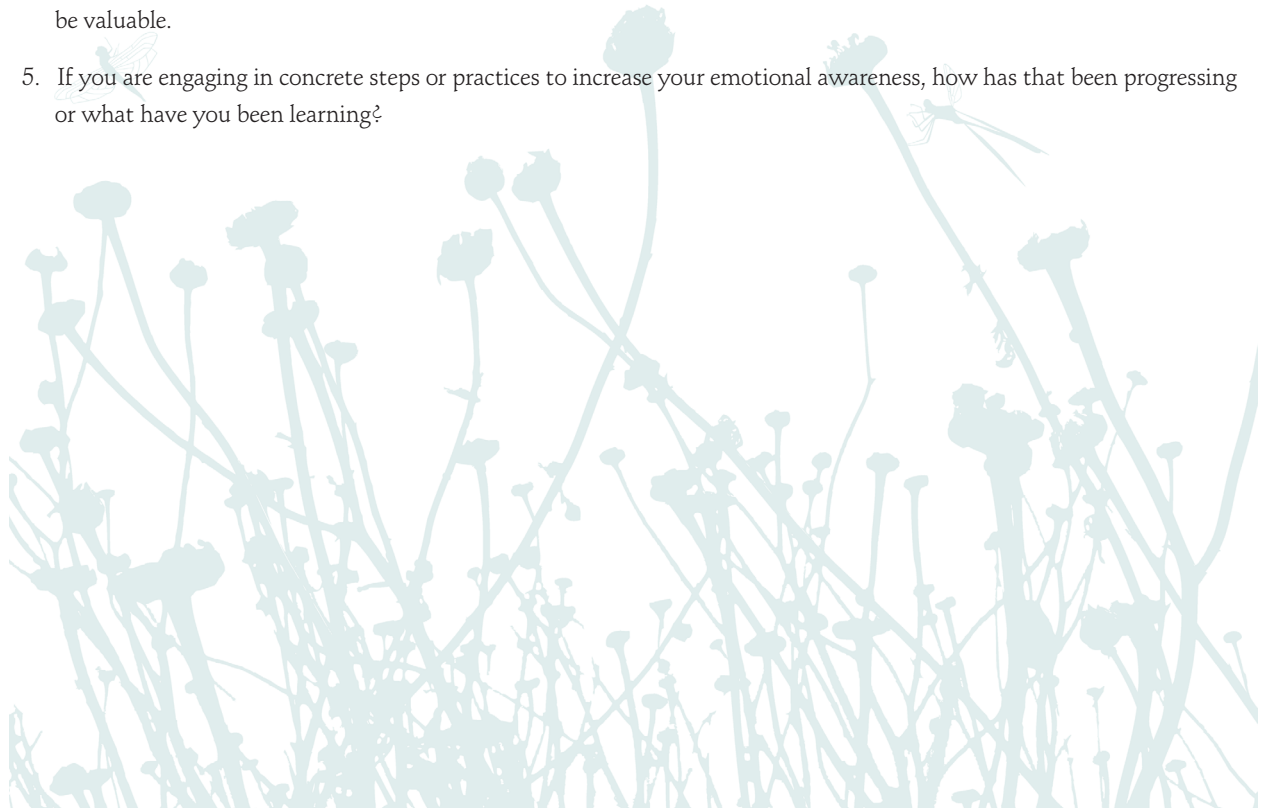 be valuable.
5. If you are engaging in concrete steps or practices to increase your emotional awareness, how has that been progressing
or what have you been learning?